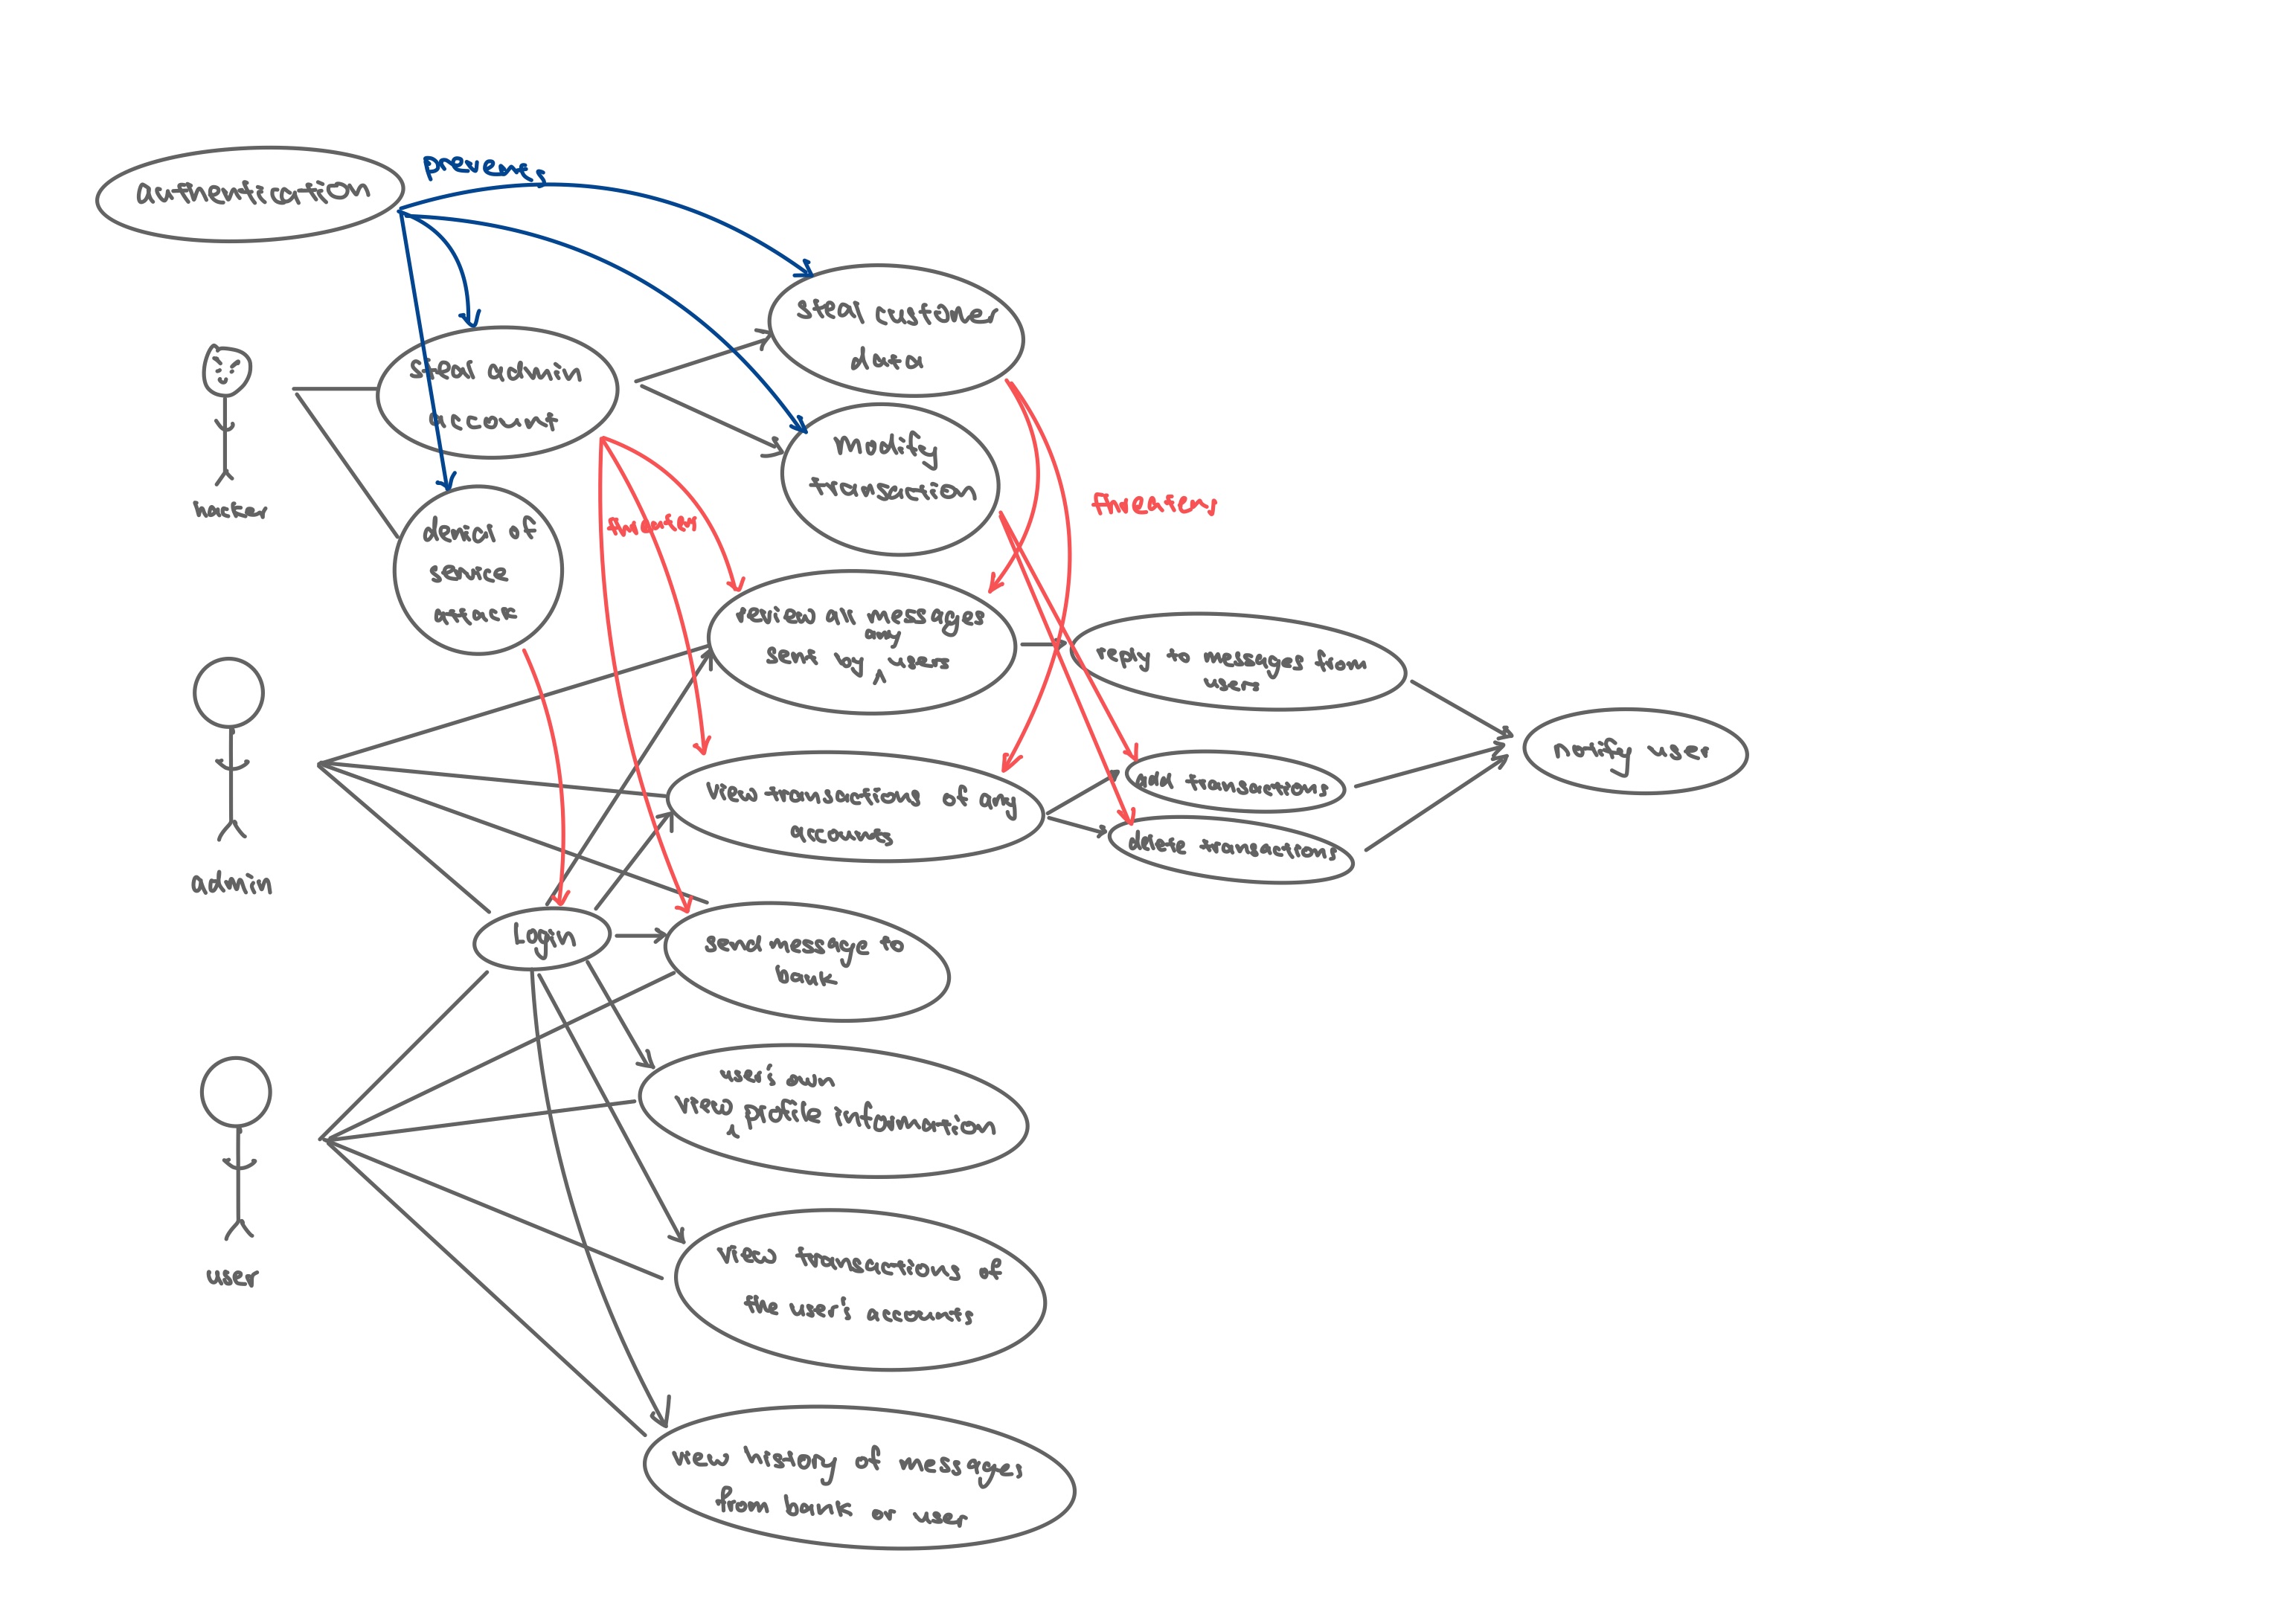 prevents
authentication
steal customer
data
steal admin
account
modify
transaction
hacker
threaten
threatens
denial of
service
attack
review all messages
any
sent by ^ users
reply to messages from
users
notify user
view transactions of any
accounts
add transactions
delete transactions
admin
Login
send message to
bank
user's own
view profile information
user
view transactions of
the user's accounts
view history of messages
from bank or user